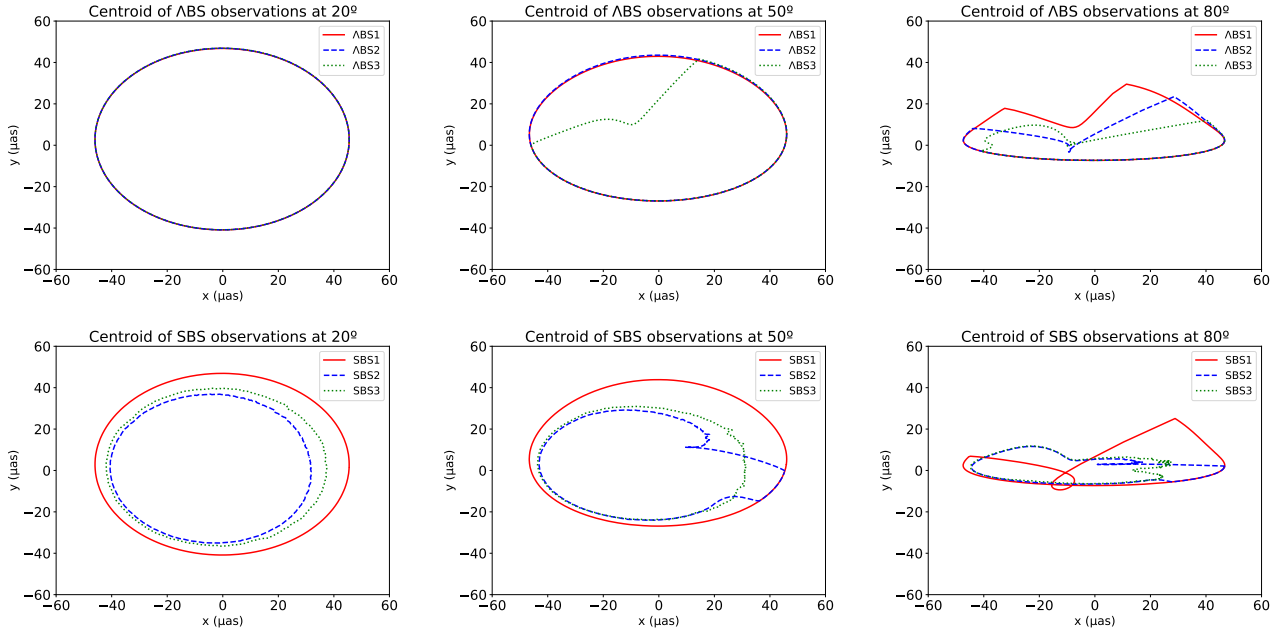 Centroid of ΛBS observations at 20º
ΛBS1
ΛBS2
ΛBS3
60
40
20
0
−20
−40
−60
y (µas)
−60 −40 −20 0 20 40 60
x (µas)
Centroid of ΛBS observations at 50º
ΛBS1
ΛBS2
ΛBS3
60
40
20
0
−20
−40
−60
y (µas)
−60 −40 −20 0 20 40 60
x (µas)
Centroid of ΛBS observations at 80º
ΛBS1
ΛBS2
ΛBS3
60
40
20
0
−20
−40
−60
y (µas)
−60 −40 −20 0 20 40 60
x (µas)
Centroid of SBS observations at 20º
SBS1
SBS2
SBS3
60
40
20
0
−20
−40
−60
y (µas)
−60 −40 −20 0 20 40 60
x (µas)
Centroid of SBS observations at 50º
SBS1
SBS2
SBS3
60
40
20
0
−20
−40
−60
y (µas)
−60 −40 −20 0 20 40 60
x (µas)
Centroid of SBS observations at 80º
SBS1
SBS2
SBS3
60
40
20
0
−20
−40
−60
y (µas)
−60 −40 −20 0 20 40 60
x (µas)